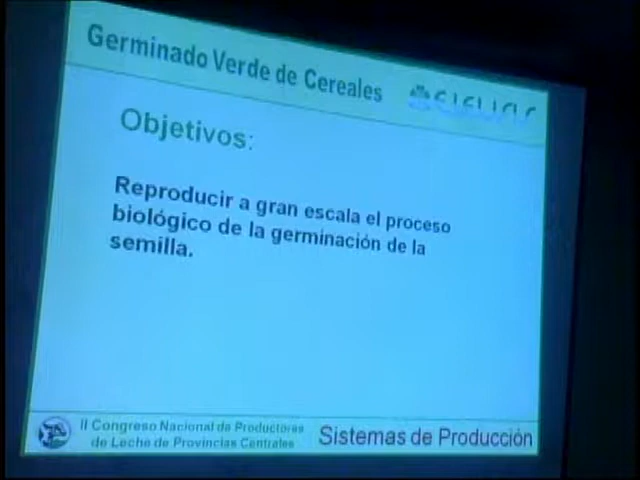 Germinado Verde de Cereales
Objetivos:
Reproducir a gran escala el proceso
biológico de la germinación de la
semilla.
II Congreso Nacional de Productores
de Leche de Provincias Centrales
Sistemas de Producción